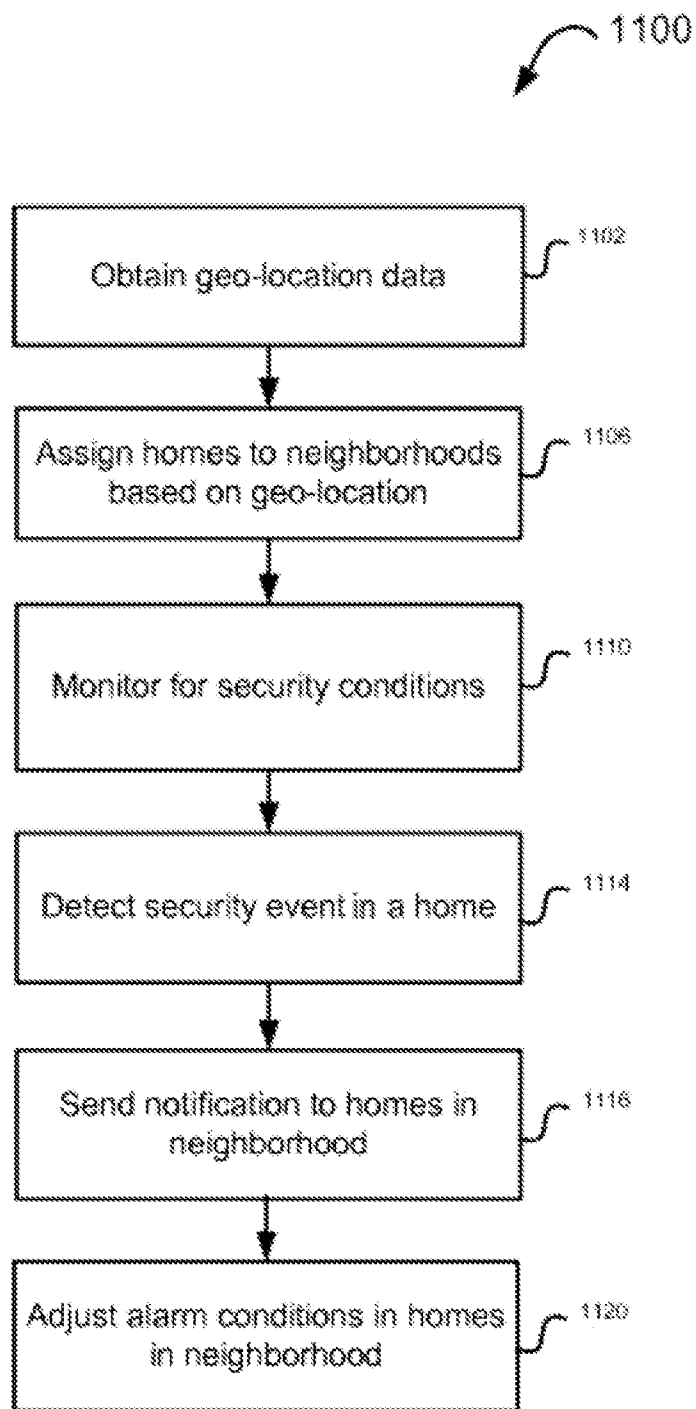 1100
Obtain geo-location data
1102
Assign homes to neighborhoods
based on geo-location
1106
Monitor for security conditions
1110
Detect security event in a home
1114
Send notification to homes in
neighborhood
1116
Adjust alarm conditions in homes
in neighborhood
1120